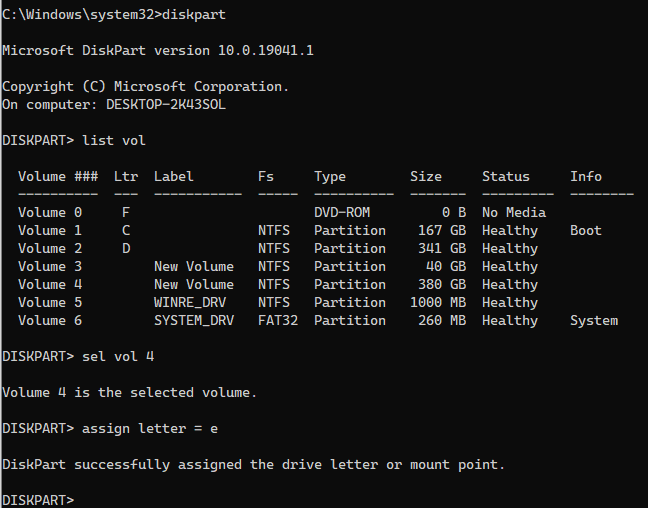 C:\Windows\system32>diskpart
Microsoft DiskPart version 10.0.19041.1
Copyright (C) Microsoft Corporation.
On computer: DESKTOP-2K43SOL
DISKPART> list vol
  Volume ###  Ltr  Label        Fs     Type        Size     Status     Info
  ----------  ---  -----------  -----  ----------  -------  ---------  --------
  Volume 0     F                       DVD-ROM         0 B  No Media
  Volume 1     C                NTFS   Partition    167 GB  Healthy    Boot
  Volume 2     D                NTFS   Partition    341 GB  Healthy
  Volume 3         New Volume   NTFS   Partition     40 GB  Healthy
  Volume 4         New Volume   NTFS   Partition    380 GB  Healthy
  Volume 5         WINRE_DRV    NTFS   Partition   1000 MB  Healthy
  Volume 6         SYSTEM_DRV   FAT32  Partition    260 MB  Healthy    System
DISKPART> sel vol 4
Volume 4 is the selected volume.
DISKPART> assign letter = e
DiskPart successfully assigned the drive letter or mount point.
DISKPART>